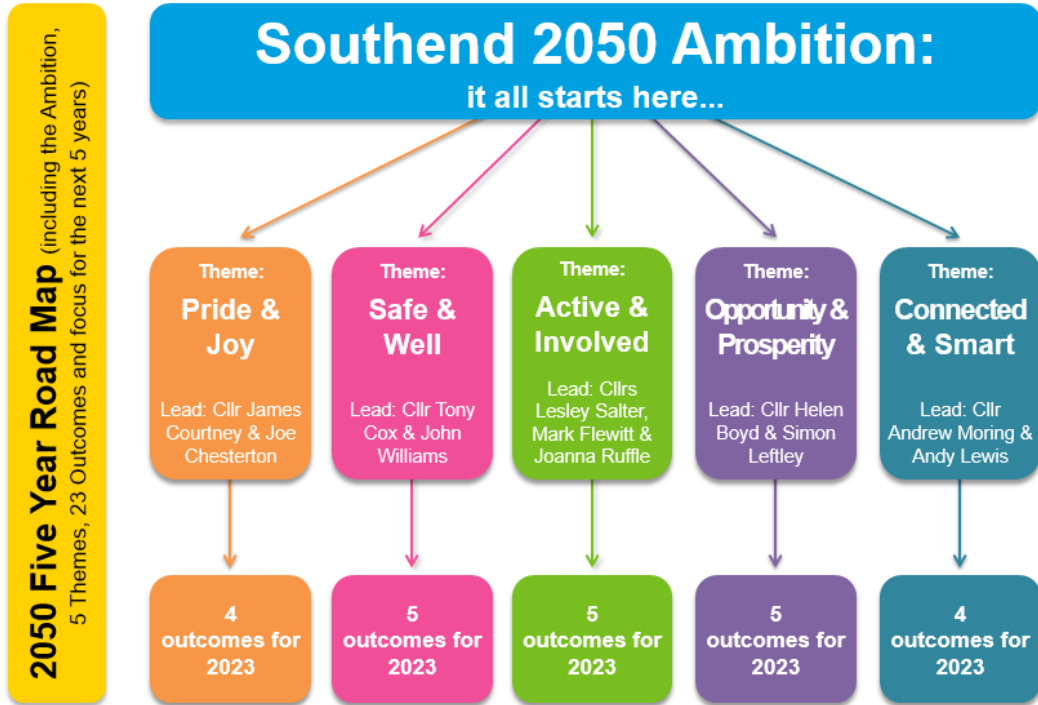 2050 Five Year Road Map (including the Ambition,
5 Themes, 23 Outcomes and focus for the next 5 years)
Southend 2050 Ambition:
it all starts here...
Theme:
Pride &
Joy
Lead: Cllr James
Courtney & Joe
Chesterton
Theme:
Safe &
Well
Lead: Cllr Tony
Cox & John
Williams
Theme:
Active &
Involved
Lead: Cllrs
Lesley Salter,
Mark Flewitt &
Joanna Ruffle
Theme:
Opportunity &
Prosperity
Lead: Cllr Helen
Boyd & Simon
Leftley
Theme:
Connected
& Smart
Lead: Cllr
Andrew Moring &
Andy Lewis
4
outcomes for
2023
5
outcomes for
2023
5
outcomes for
2023
5
outcomes for
2023
4
outcomes for
2023